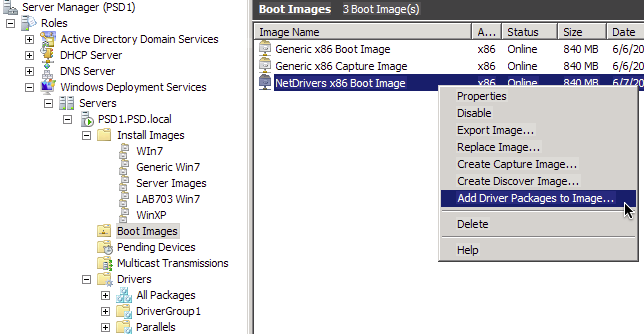 Server Manager (PSD1)
Roles
Active Directory Domain Services
DHCP Server
DNS Server
Windows Deployment Services
Servers
PSD1.PSD.local
Install Images
WIn7
Generic Win7
Server Images
LAB703 Win7
WinXP
Boot Images
Pending Devices
Multicast Transmissions
Drivers
All Packages
DriverGroup1
Parallels
Boot Images 3 Boot Image(s)
Image Name A... Status Size Date
Generic x86 Boot Image x86 Online 840 MB 6/6/20
Generic x86 Capture Image x86 Online 840 MB 6/6/20
NetDrivers x86 Boot Image x86 Online 840 MB 6/7/20
Properties
Disable
Export Image...
Replace Image...
Create Capture Image...
Create Discover Image...
Add Driver Packages to Image...
Delete
Help